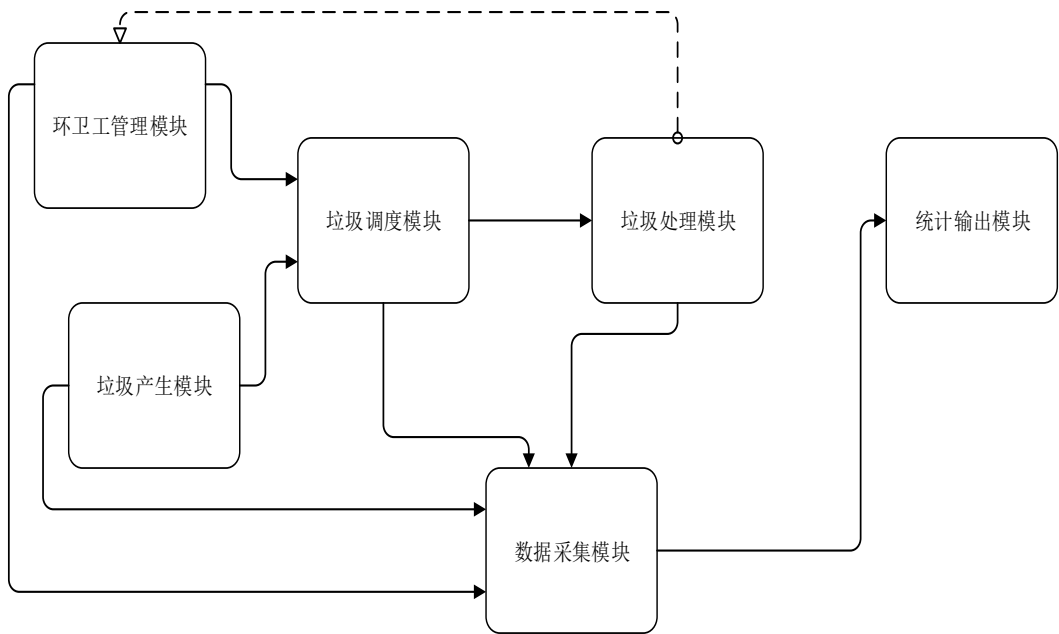 环卫工管理模块
垃圾调度模块
垃圾处理模块
统计输出模块
垃圾产生模块
数据采集模块